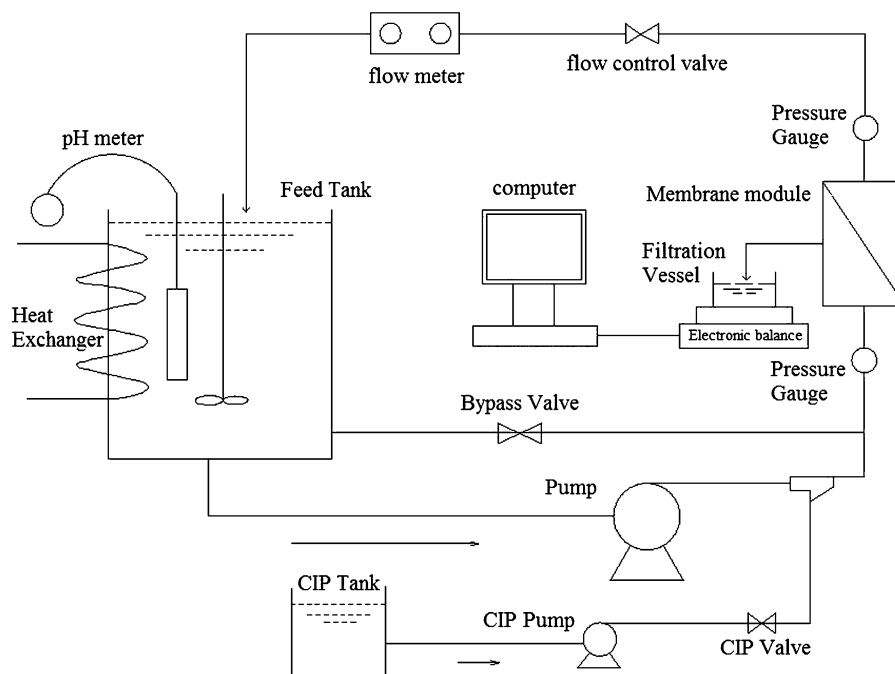 flow meter
flow control valve
pH meter
Pressure
Gauge
Feed Tank
computer
Membrane module
Filtration
Vessel
Heat
Exchanger
Electronic balance
Pressure
Gauge
Bypass Valve
Pump
CIP Tank
CIP Pump
CIP Valve